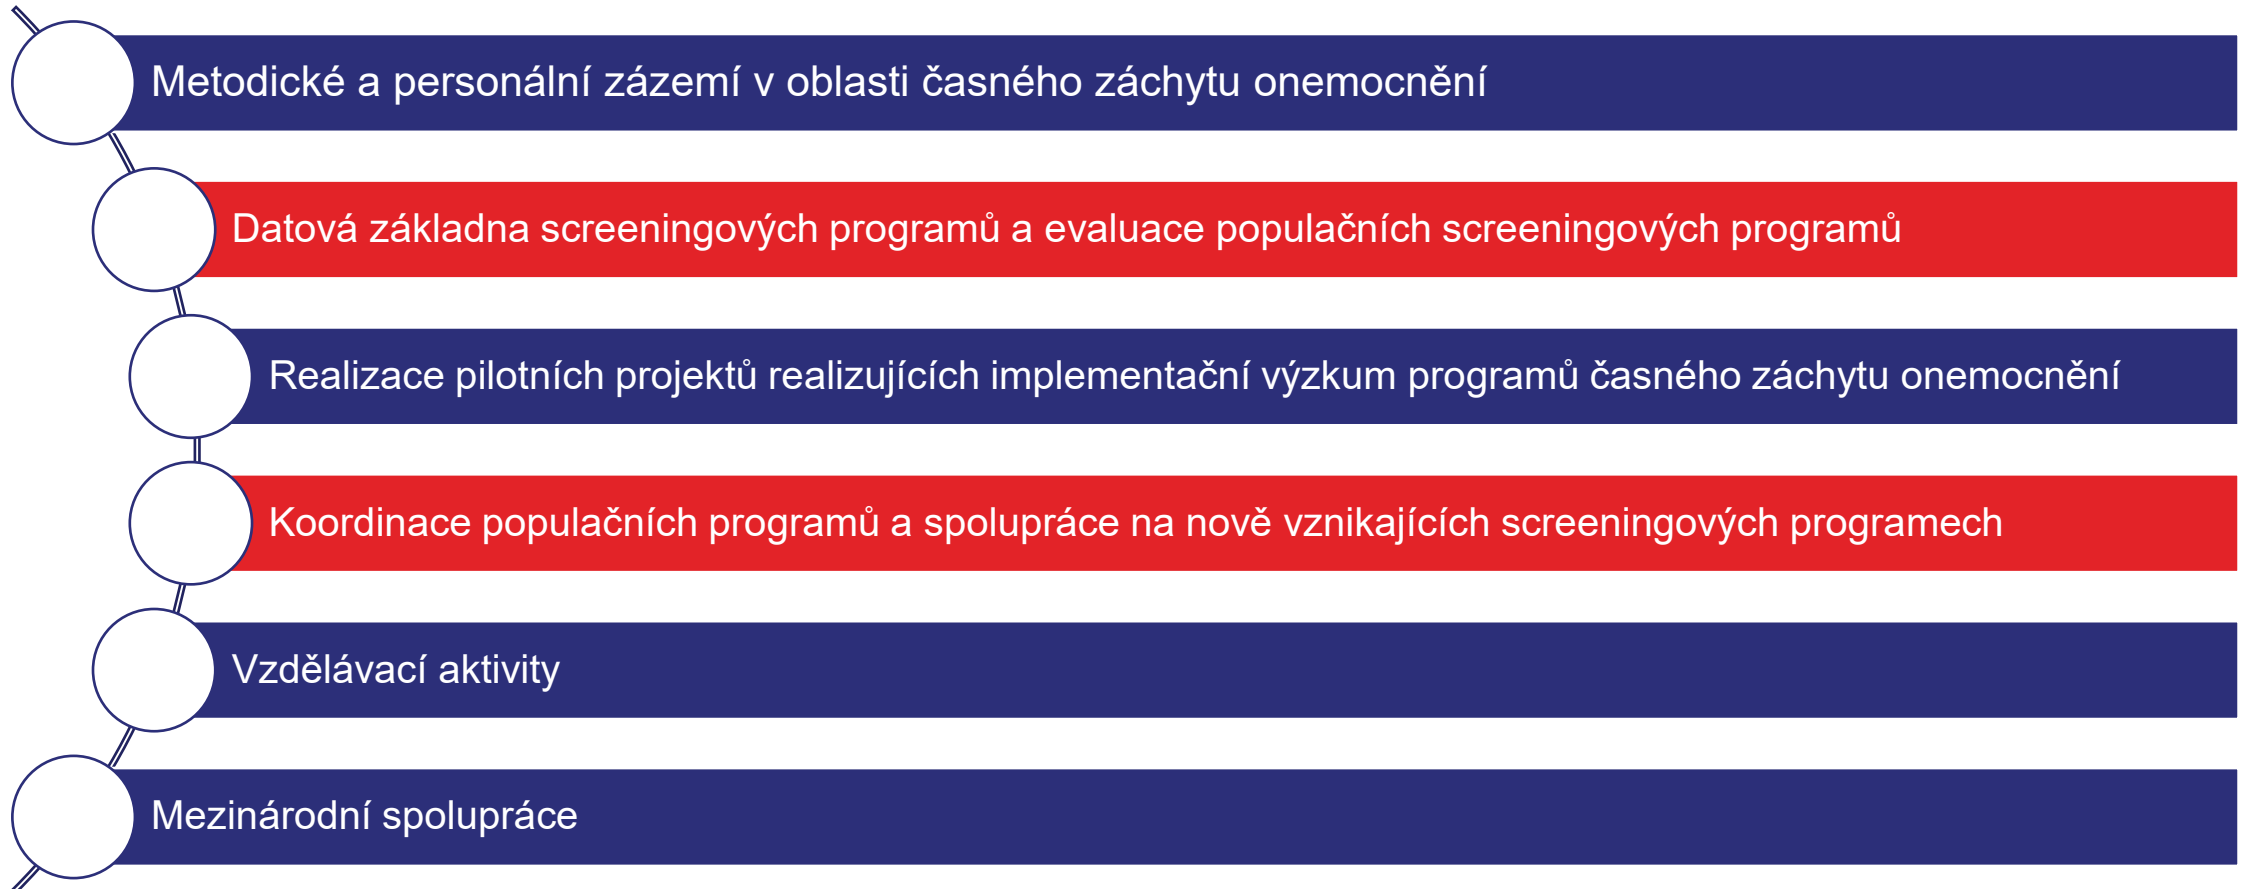 Metodické a personální zázemí v oblasti časného záchytu onemocnění
Datová základna screeningových programů a evaluace populačních screeningových programů
Realizace pilotních projektů realizujících implementační výzkum programů časného záchytu onemocnění
Koordinace populačních programů a spolupráce na nově vznikajících screeningových programech
Vzdělávací aktivity
Mezinárodní spolupráce